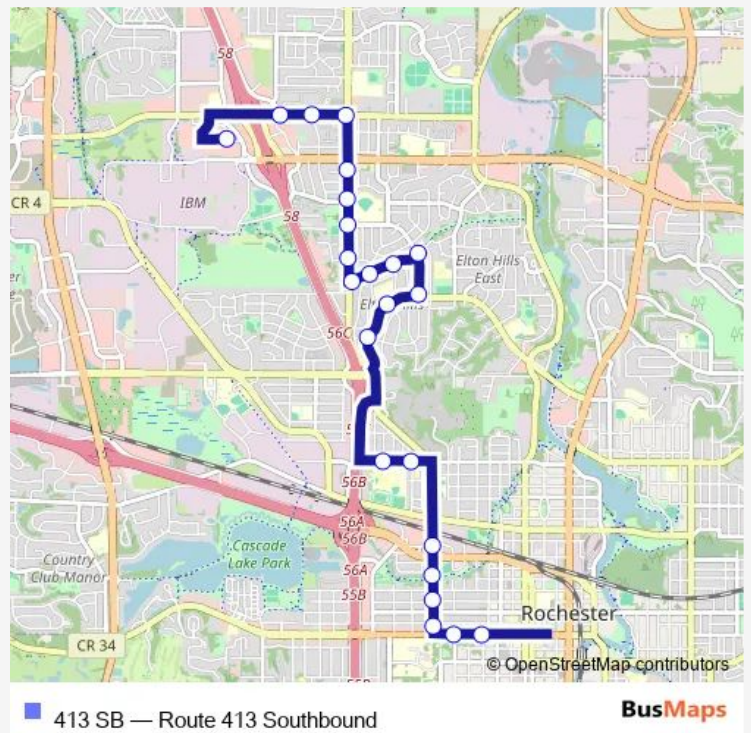 58
CR 4
IBM
58
Elton Hills
East
56C
56B
56A
56B
Cascade
Lake Park
Country
Club Manor
56A
55B
Rochester
CR 34
© OpenStreetMap contributors
413 SB — Route 413 Southbound
BusMaps